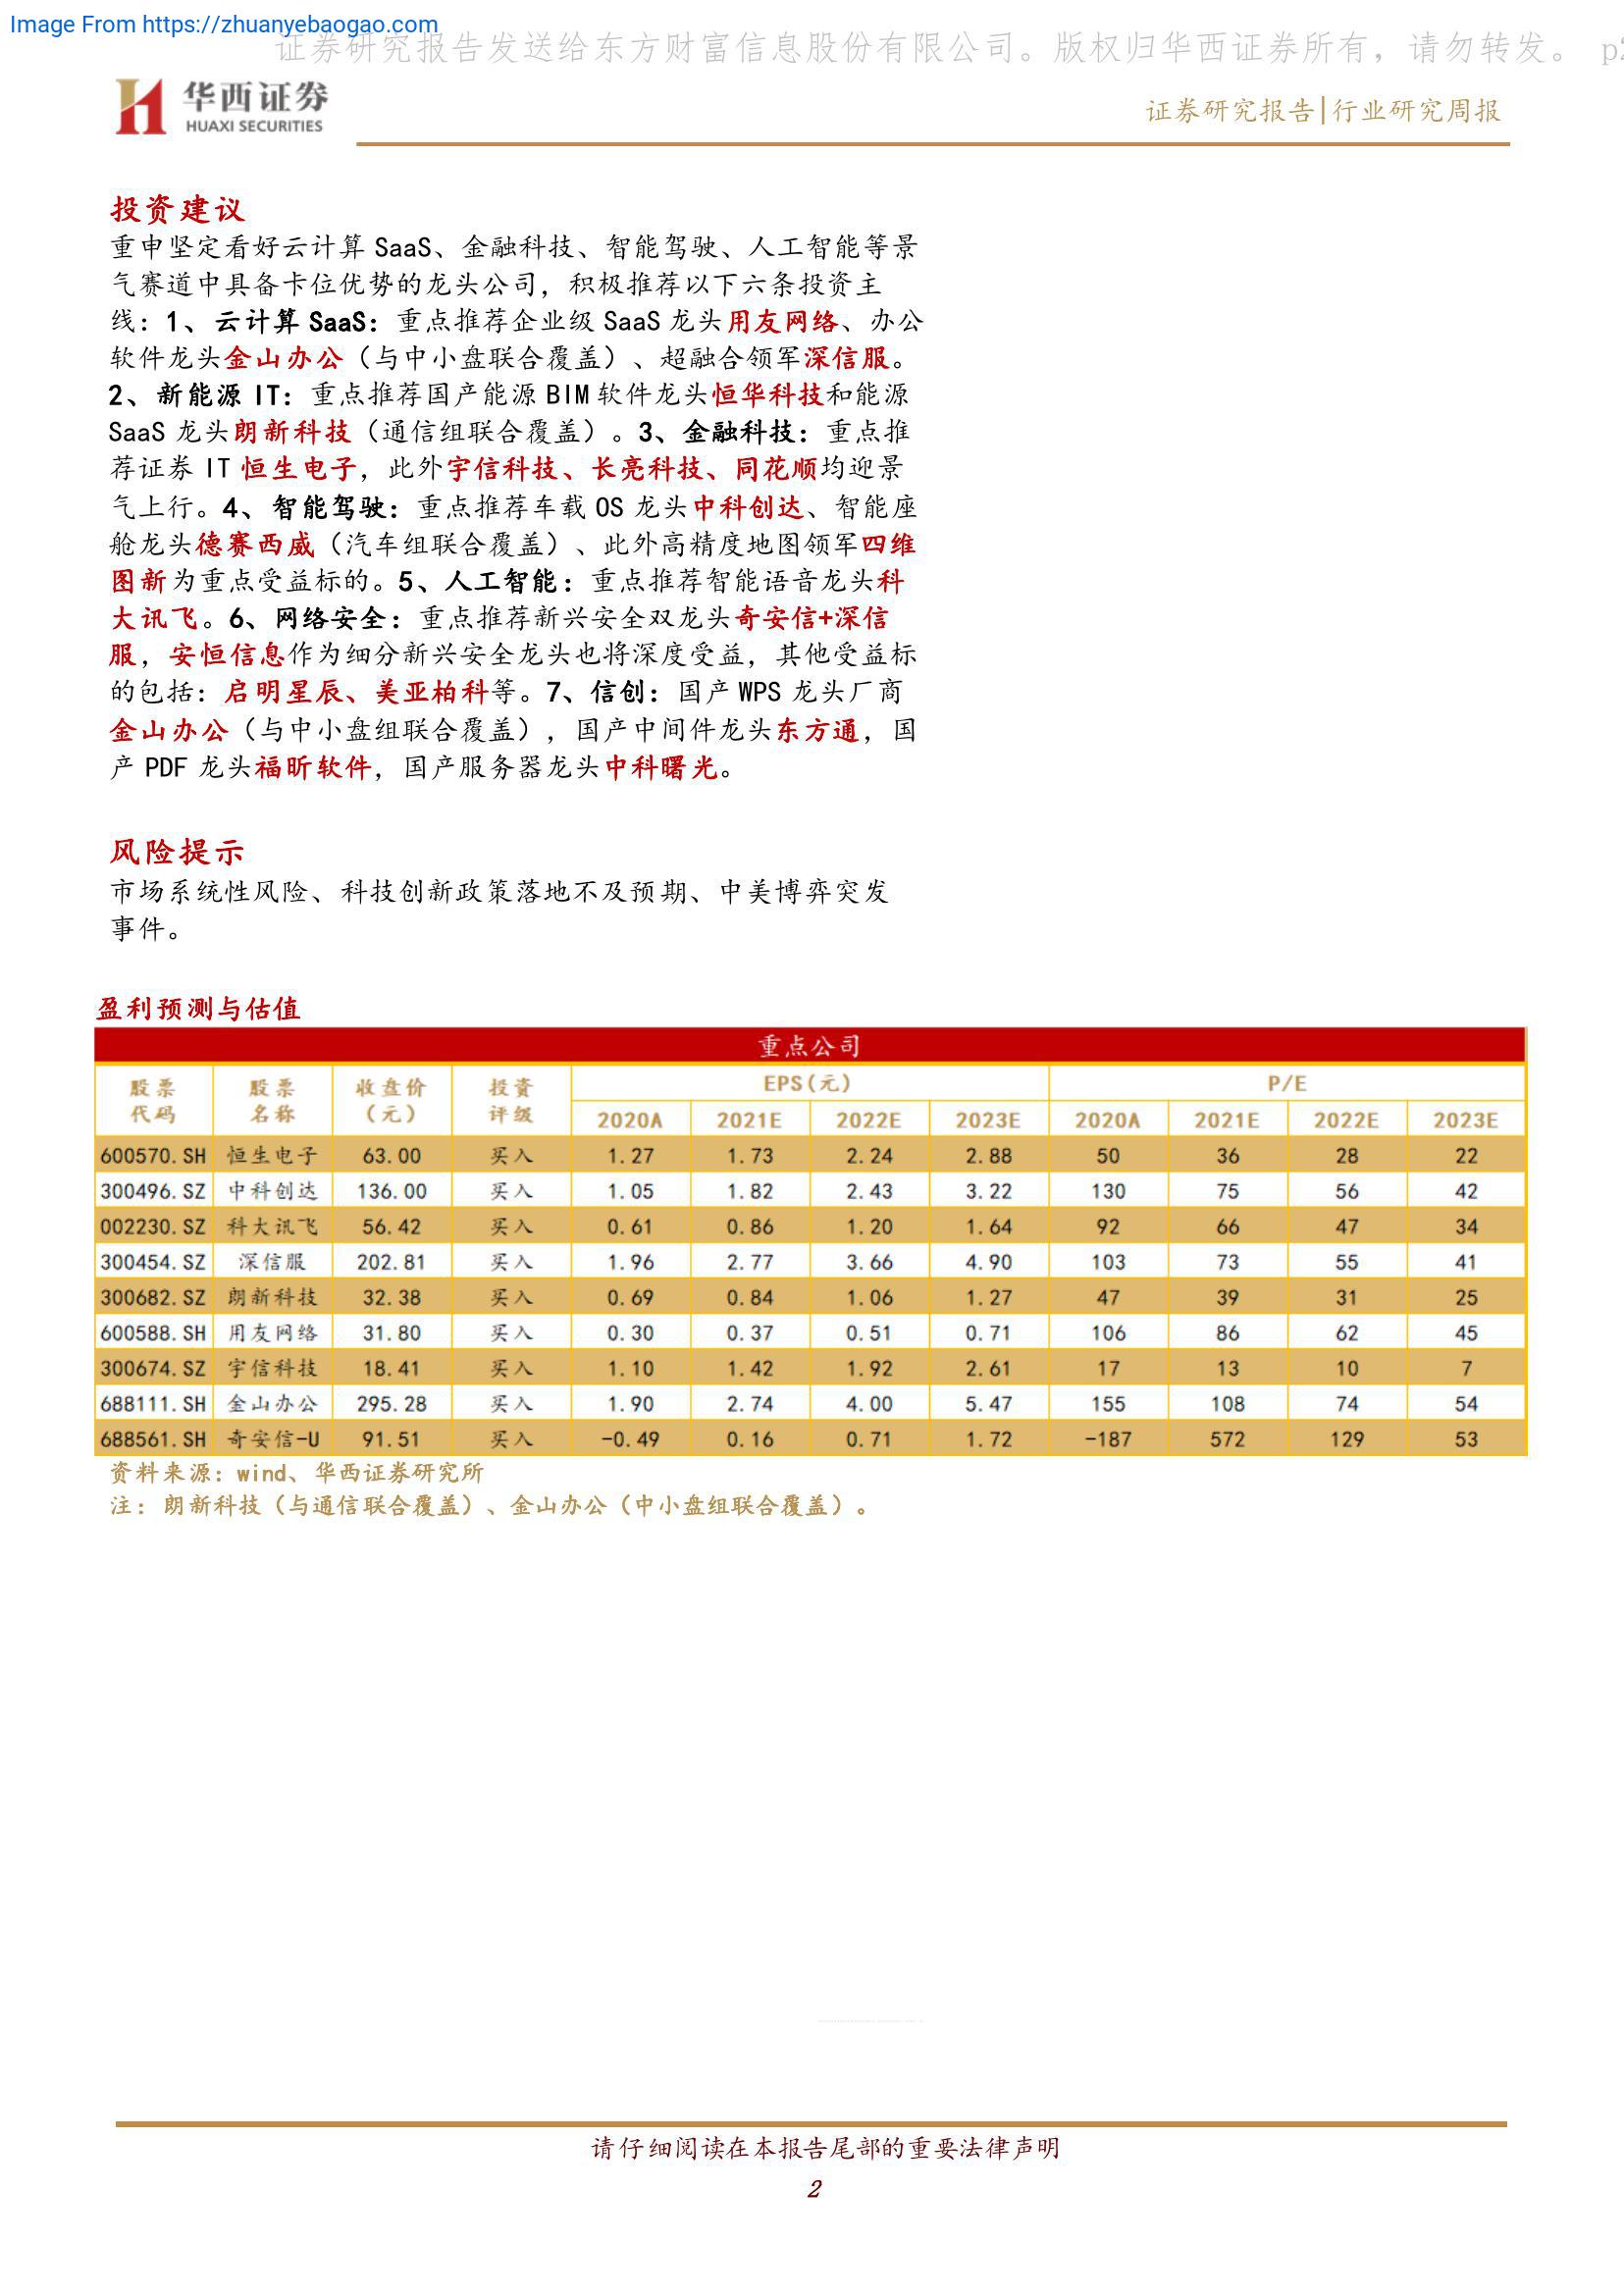 Image From https://zhuanyebaogao.com
证券研究报告发送给东方财富信息股份有限公司。版权归华西证券所有，请勿转发。 p2
华西证券
HUAXI SECURITIES
证券研究报告|行业研究周报
投资建议
重申坚定看好云计算 SaaS、金融科技、智能驾驶、人工智能等景
气赛道中具备卡位优势的龙头公司，积极推荐以下六条投资主
线：1、云计算 SaaS：重点推荐企业级 SaaS 龙头用友网络、办公
软件龙头金山办公（与中小盘联合覆盖）、超融合领军深信服。
2、新能源 IT：重点推荐国产能源 BIM 软件龙头恒华科技和能源
SaaS 龙头朗新科技（通信组联合覆盖）。3、金融科技：重点推
荐证券 IT 恒生电子，此外宇信科技、长亮科技、同花顺均迎景
气上行。4、智能驾驶：重点推荐车载 OS 龙头中科创达、智能座
舱龙头德赛西威（汽车组联合覆盖）、此外高精度地图领军四维
图新为重点受益标的。5、人工智能：重点推荐智能语音龙头科
大讯飞。6、网络安全：重点推荐新兴安全双龙头奇安信+深信
服，安恒信息作为细分新兴安全龙头也将深度受益，其他受益标
的包括：启明星辰、美亚柏科等。7、信创：国产 WPS 龙头厂商
金山办公（与中小盘组联合覆盖），国产中间件龙头东方通，国
产 PDF 龙头福昕软件，国产服务器龙头中科曙光。
风险提示
市场系统性风险、科技创新政策落地不及预期、中美博弈突发
事件。
盈利预测与估值
重点公司
股票代码 股票名称 收盘价（元） 投资评级 EPS(元) P/E
2020A 2021E 2022E 2023E 2020A 2021E 2022E 2023E
600570.SH 恒生电子 63.00 买入 1.27 1.73 2.24 2.88 50 36 28 22
300496.SZ 中科创达 136.00 买入 1.05 1.82 2.43 3.22 130 75 56 42
002230.SZ 科大讯飞 56.42 买入 0.61 0.86 1.20 1.64 92 66 47 34
300454.SZ 深信服 202.81 买入 1.96 2.77 3.66 4.90 103 73 55 41
300682.SZ 朗新科技 32.38 买入 0.69 0.84 1.06 1.27 47 39 31 25
600588.SH 用友网络 31.80 买入 0.30 0.37 0.51 0.71 106 86 62 45
300674.SZ 宇信科技 18.41 买入 1.10 1.42 1.92 2.61 17 13 10 7
688111.SH 金山办公 295.28 买入 1.90 2.74 4.00 5.47 155 108 74 54
688561.SH 奇安信-U 91.51 买入 -0.49 0.16 0.71 1.72 -187 572 129 53
资料来源：wind、华西证券研究所
注：朗新科技（与通信联合覆盖）、金山办公（中小盘组联合覆盖）。
请仔细阅读在本报告尾部的重要法律声明
2